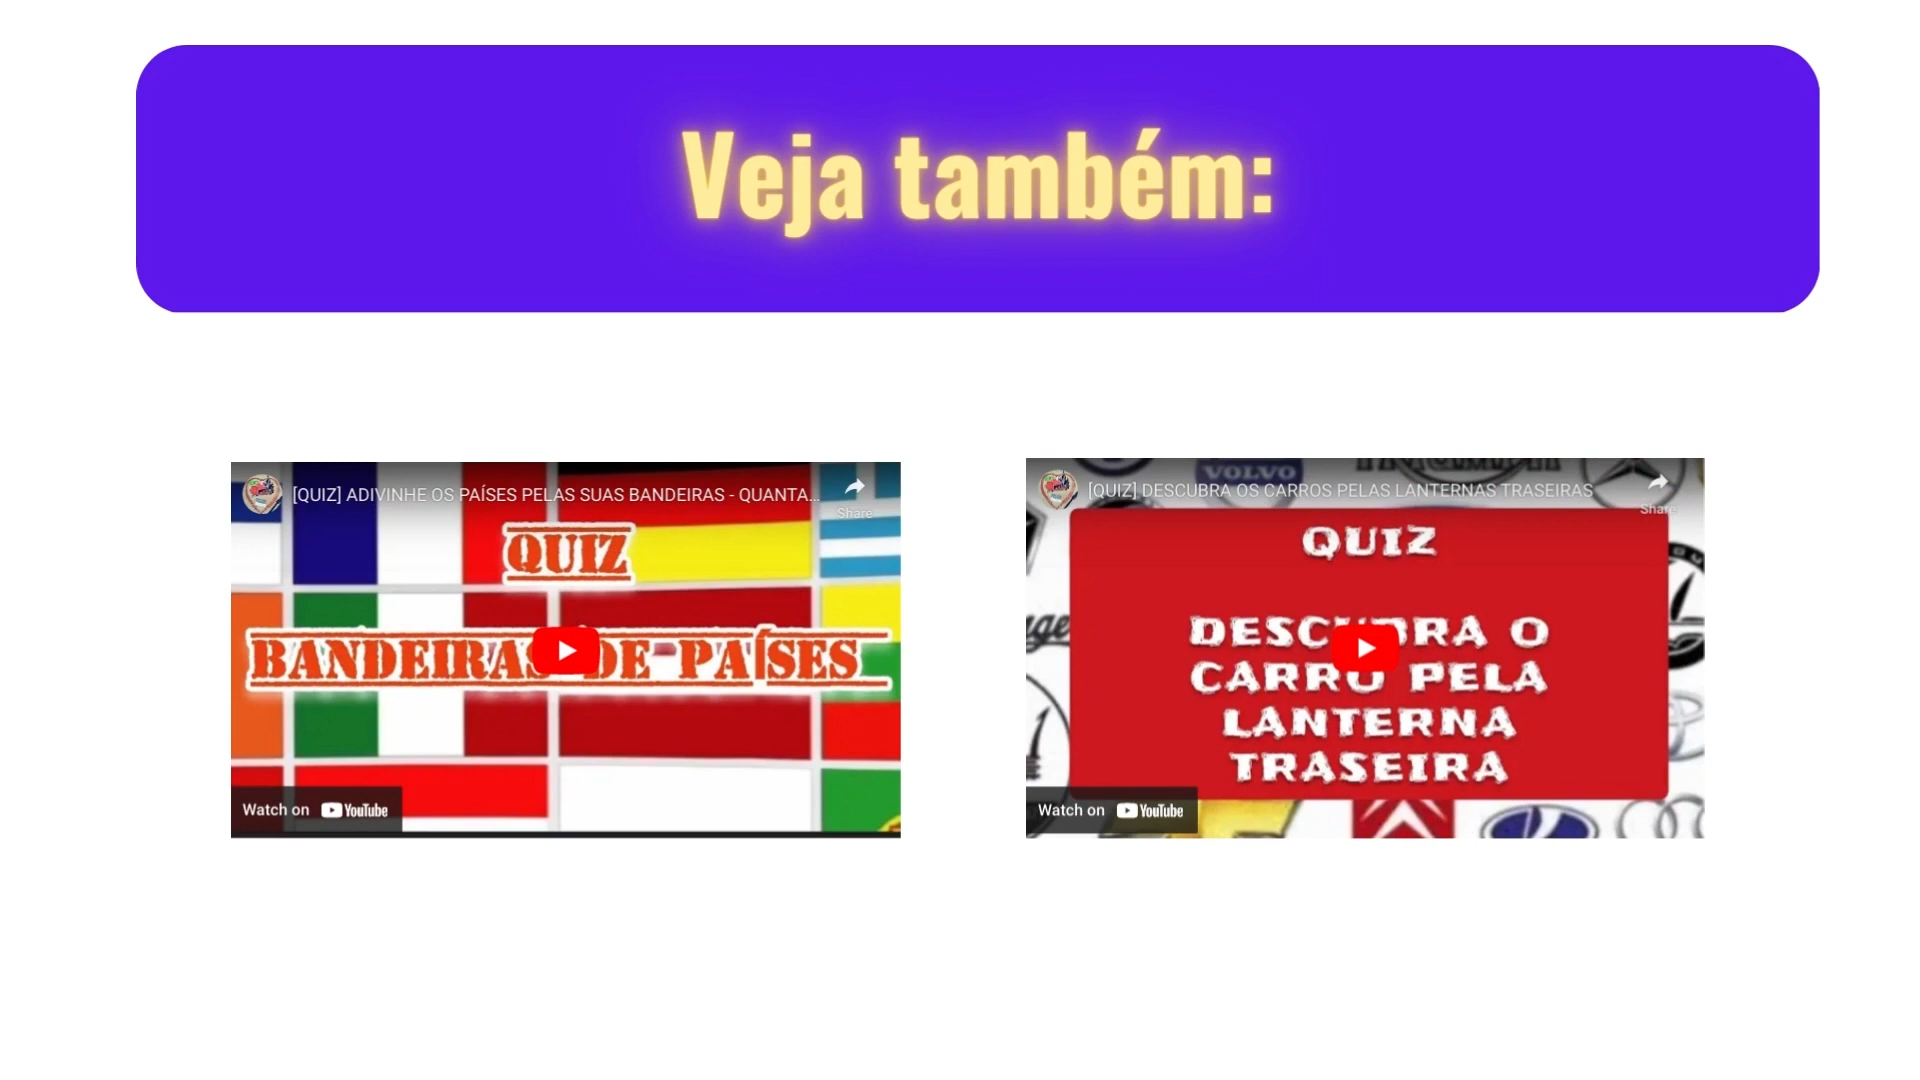 Veja também:
[QUIZ] ADIVINHE OS PAÍSES PELAS SUAS BANDEIRAS - QUANTA...
Share
QUIZ
BANDEIRAS DE PAÍSES
Watch on YouTube
[QUIZ] DESCUBRA OS CARROS PELAS LANTERNAS TRASEIRAS
Share
VOLVO
QUIZ
DESCUBRA O
CARRO PELA
LANTERNA
TRASEIRA
Watch on YouTube